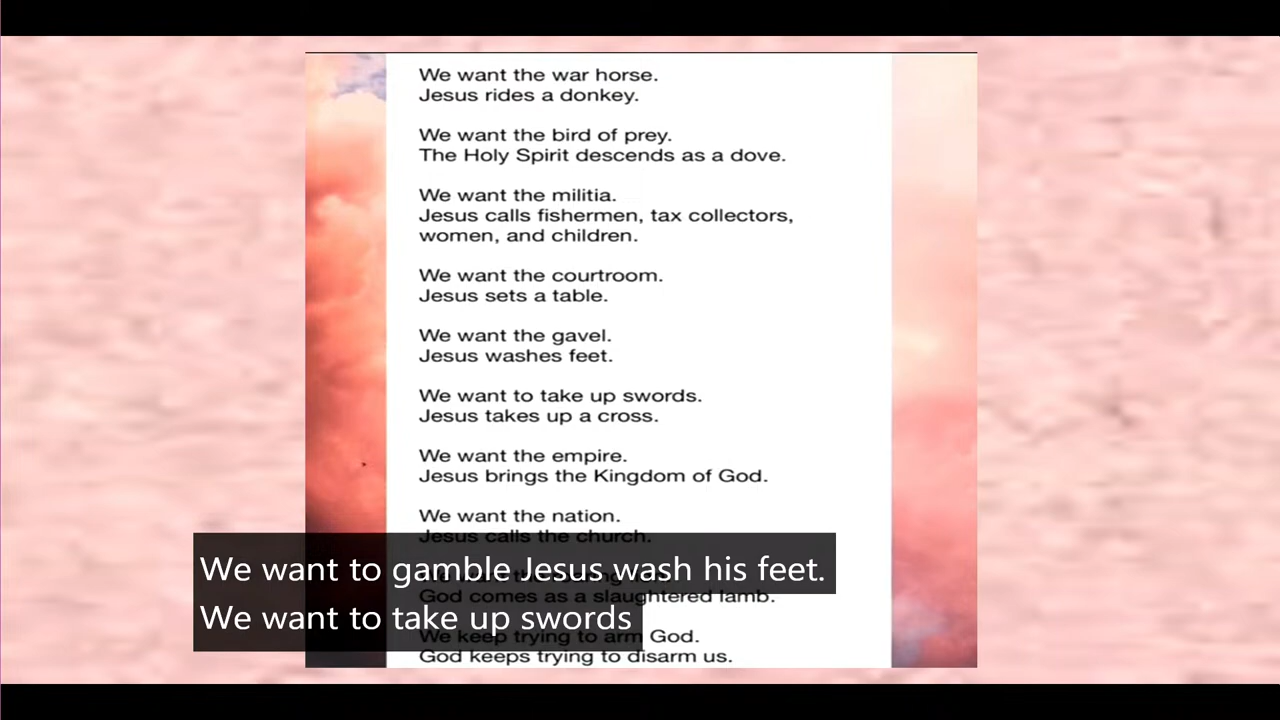 We want the war horse.
Jesus rides a donkey.
We want the bird of prey.
The Holy Spirit descends as a dove.
We want the militia.
Jesus calls fishermen, tax collectors,
women, and children.
We want the courtroom.
Jesus sets a table.
We want the gavel.
Jesus washes feet.
We want to take up swords.
Jesus takes up a cross.
We want the empire.
Jesus brings the Kingdom of God.
We want the nation.
Jesus calls the church.
God comes as a slaughtered lamb.
We keep trying to arm God.
God keeps trying to disarm us.
We want to gamble Jesus wash his feet.
We want to take up swords